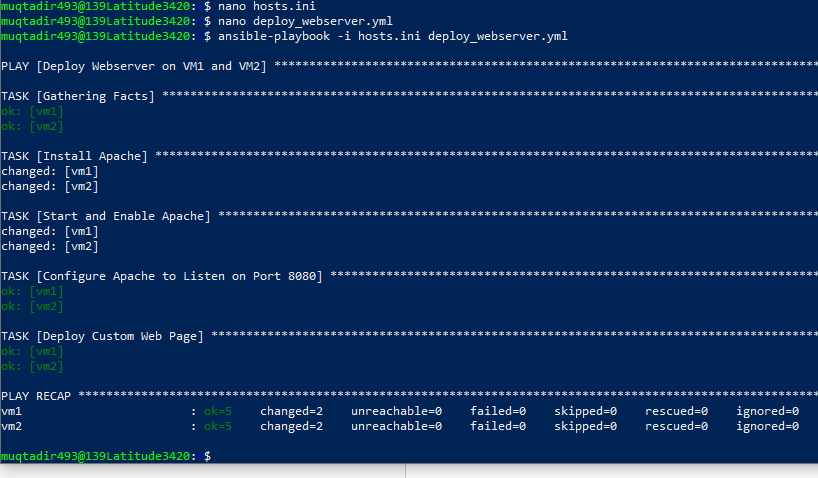 muqtadir493@139Latitude3420: $ nano hosts.ini
muqtadir493@139Latitude3420: $ nano deploy_webserver.yml
muqtadir493@139Latitude3420: $ ansible-playbook -i hosts.ini deploy_webserver.yml
PLAY [Deploy Webserver on VM1 and VM2] ******************************************************************************
TASK [Gathering Facts] **********************************************************************************************
ok: [vm1]
ok: [vm2]
TASK [Install Apache] ***********************************************************************************************
changed: [vm1]
changed: [vm2]
TASK [Start and Enable Apache] **************************************************************************************
changed: [vm1]
changed: [vm2]
TASK [Configure Apache to Listen on Port 8080] **********************************************************************
ok: [vm1]
ok: [vm2]
TASK [Deploy Custom Web Page] ***************************************************************************************
ok: [vm1]
ok: [vm2]
PLAY RECAP **********************************************************************************************************
vm1                        : ok=5    changed=2    unreachable=0    failed=0    skipped=0    rescued=0    ignored=0
vm2                        : ok=5    changed=2    unreachable=0    failed=0    skipped=0    rescued=0    ignored=0
muqtadir493@139Latitude3420: $